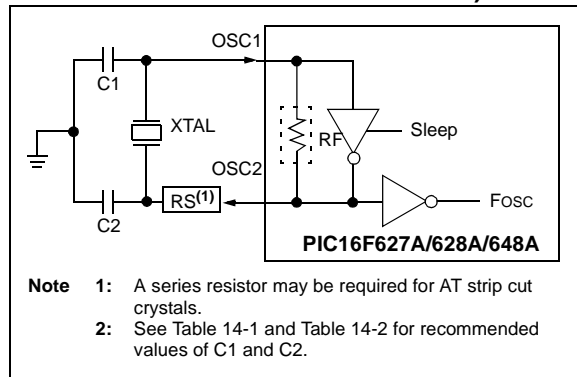 OSC1
C1
XTAL
RF
Sleep
OSC2
RS(1)
C2
FOSC
PIC16F627A/628A/648A
Note 1: A series resistor may be required for AT strip cut
crystals.
2: See Table 14-1 and Table 14-2 for recommended
values of C1 and C2.